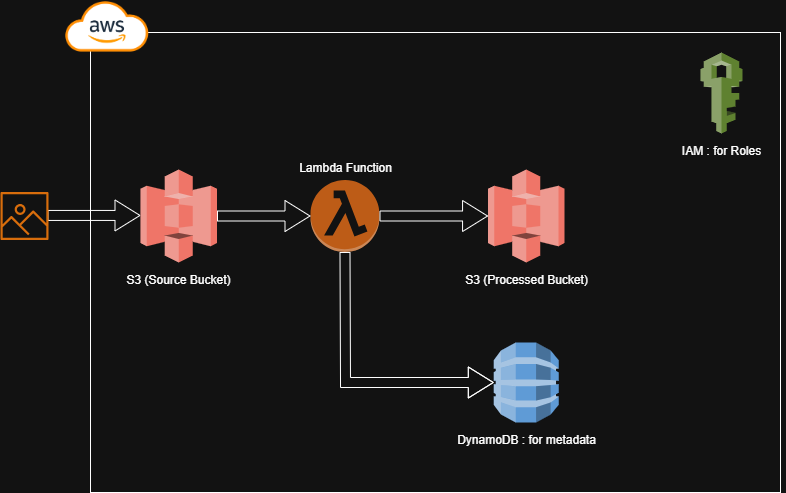 aws
IAM : for Roles
Lambda Function
S3 (Source Bucket)
S3 (Processed Bucket)
DynamoDB : for metadata